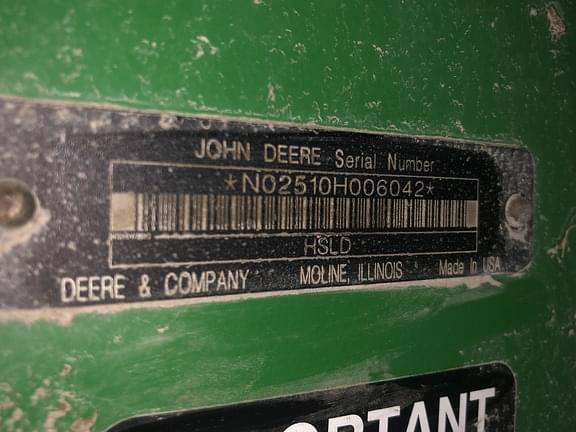 JOHN DEERE Serial Number
*N02510H006042*
HSLD
DEERE & COMPANY MOLINE, ILLINOIS Made In USA